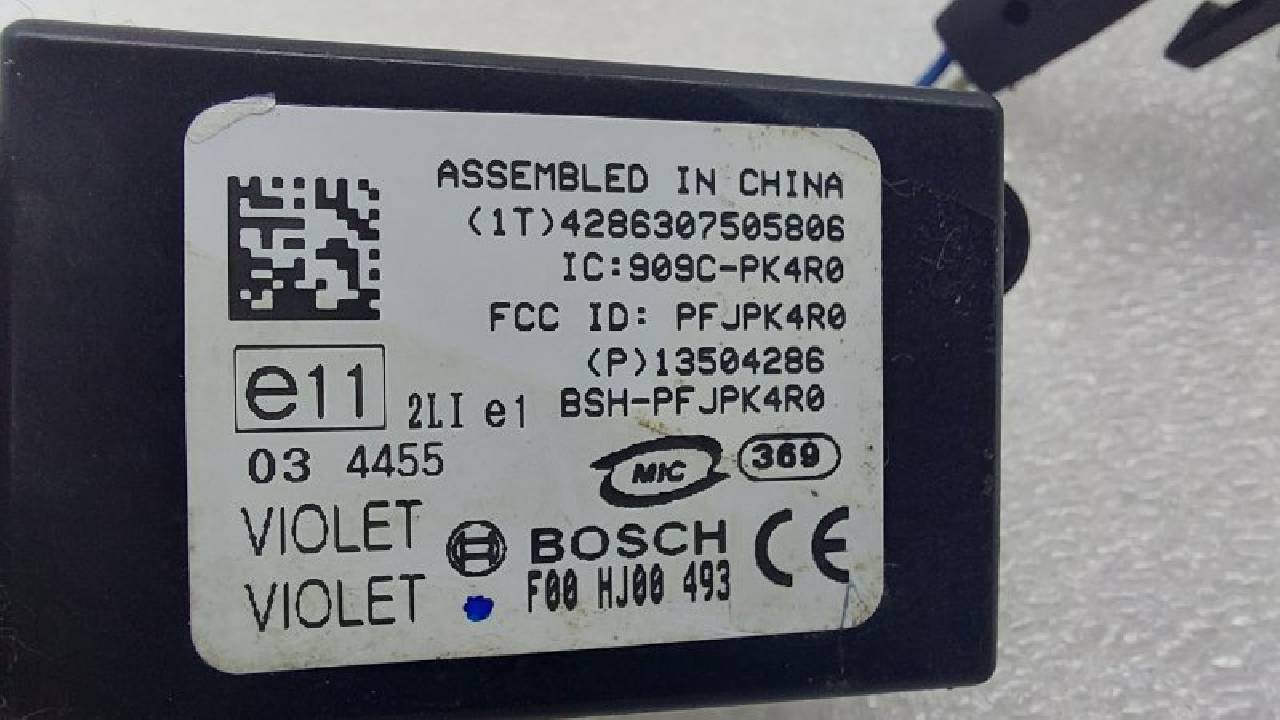 ASSEMBLED IN CHINA
(1T)4286307505806
IC:909C-PK4R0
FCC ID: PFJPK4R0
(P)13504286
e11 2LI e1 BSH-PFJPK4R0
03 4455 MIC 369
VIOLET BOSCH CE
VIOLET F00 HJ00 493